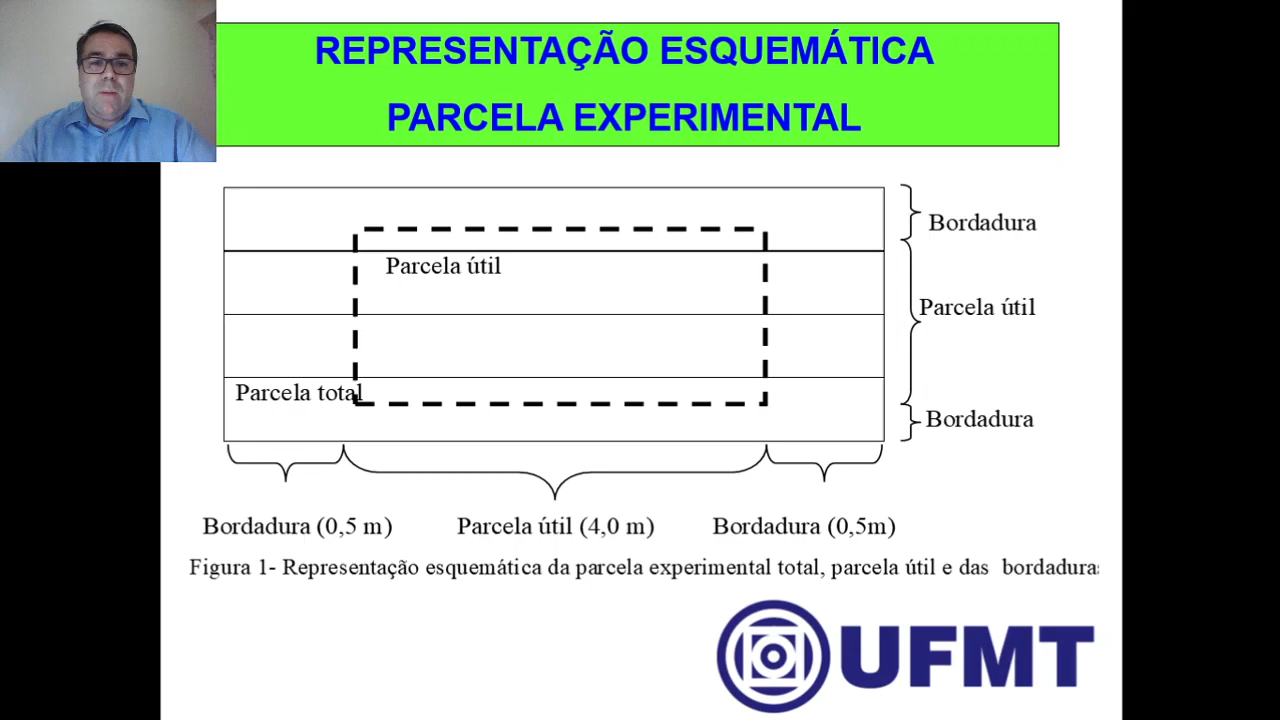 REPRESENTAÇÃO ESQUEMÁTICA
PARCELA EXPERIMENTAL
Bordadura
Parcela útil
Parcela útil
Parcela total
Bordadura
Bordadura (0,5 m)
Parcela útil (4,0 m)
Bordadura (0,5m)
Figura 1- Representação esquemática da parcela experimental total, parcela útil e das bordaduras
UFMT